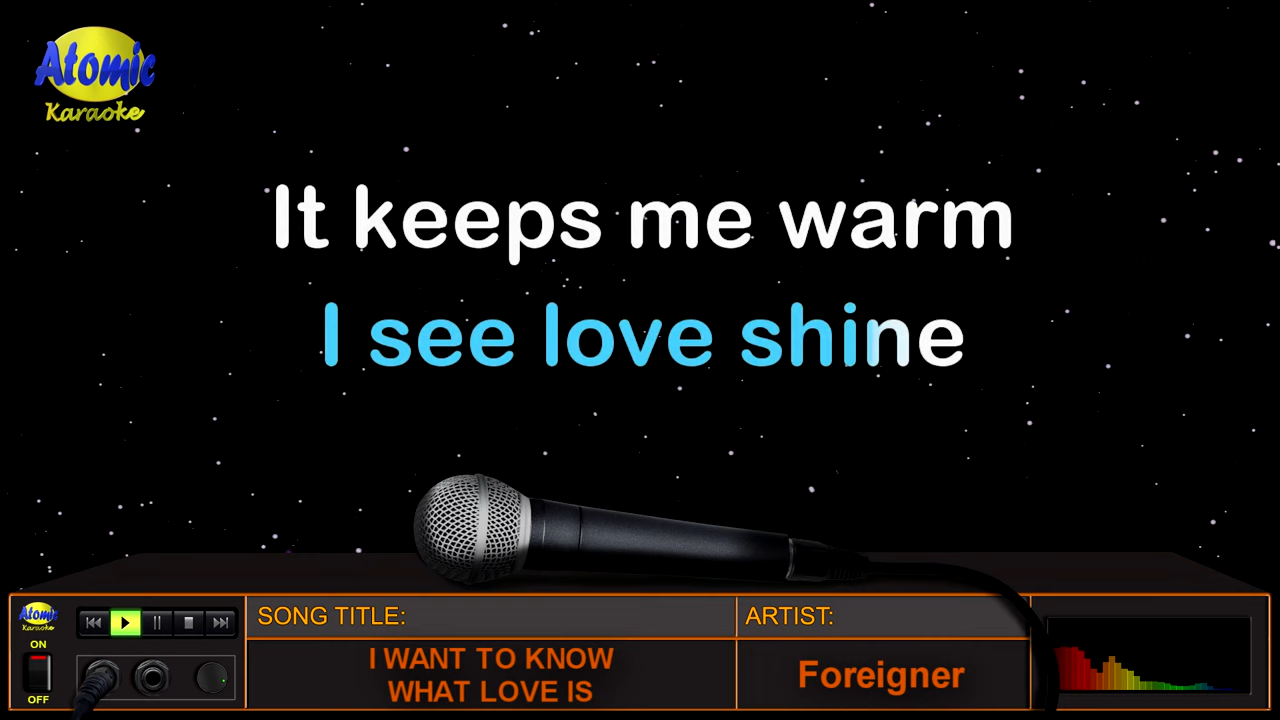 Atomic
Karaoke
It keeps me warm
I see love shine
Atomic
Karaoke
ON
OFF
SONG TITLE:
I WANT TO KNOW
WHAT LOVE IS
ARTIST:
Foreigner